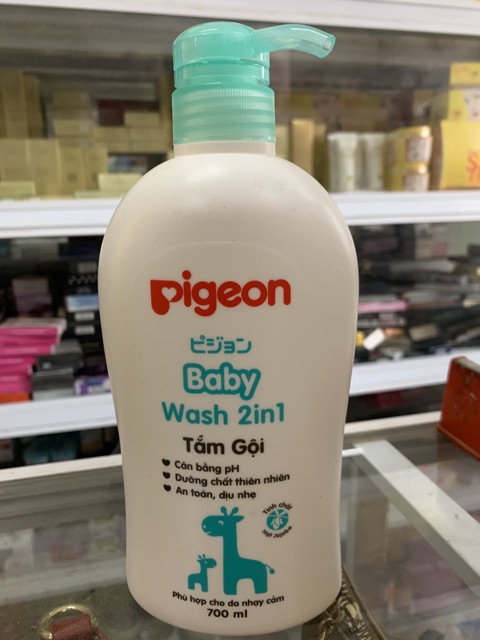 Pigeon
ピジョン
Baby
Wash 2in1
Tắm Gội
Cân bằng pH
Dưỡng chất thiên nhiên
An toàn, dịu nhẹ
Tinh chất
Hạt Jojoba
Phù hợp cho da nhạy cảm
700 ml